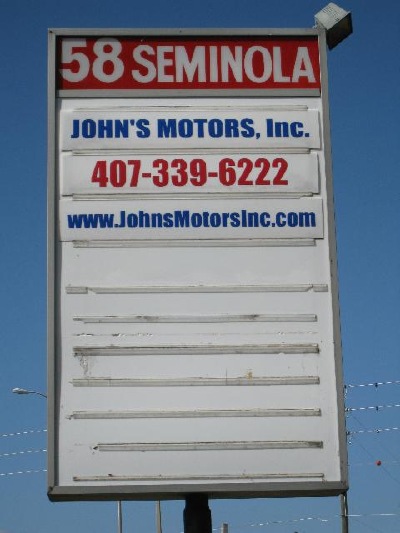 58 SEMINOLA
JOHN'S MOTORS, Inc.
407-339-6222
www.JohnsMotorsInc.com